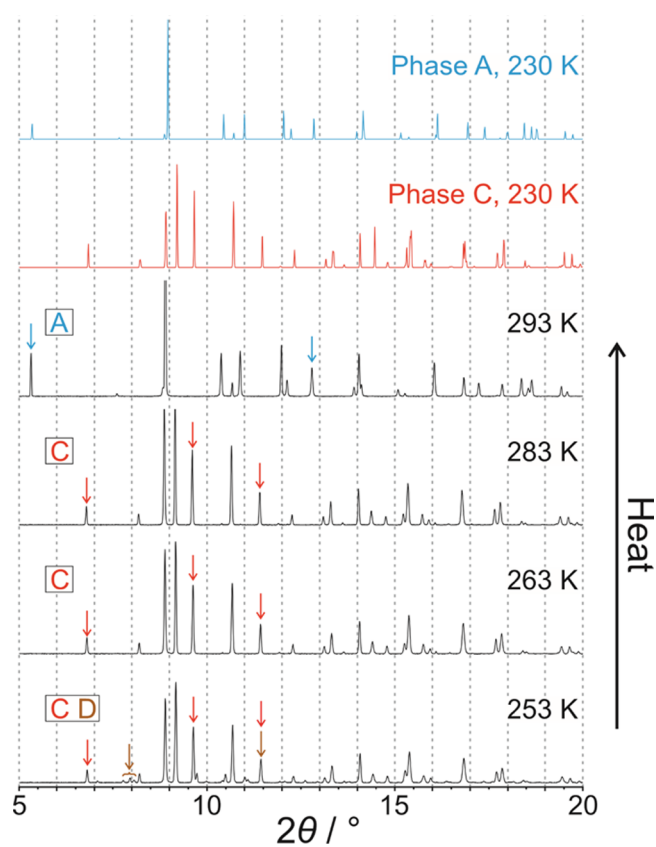 Phase A, 230 K
Phase C, 230 K
A
293 K
C
283 K
C
263 K
C D
253 K
Heat
5 10 15 20
2θ / °